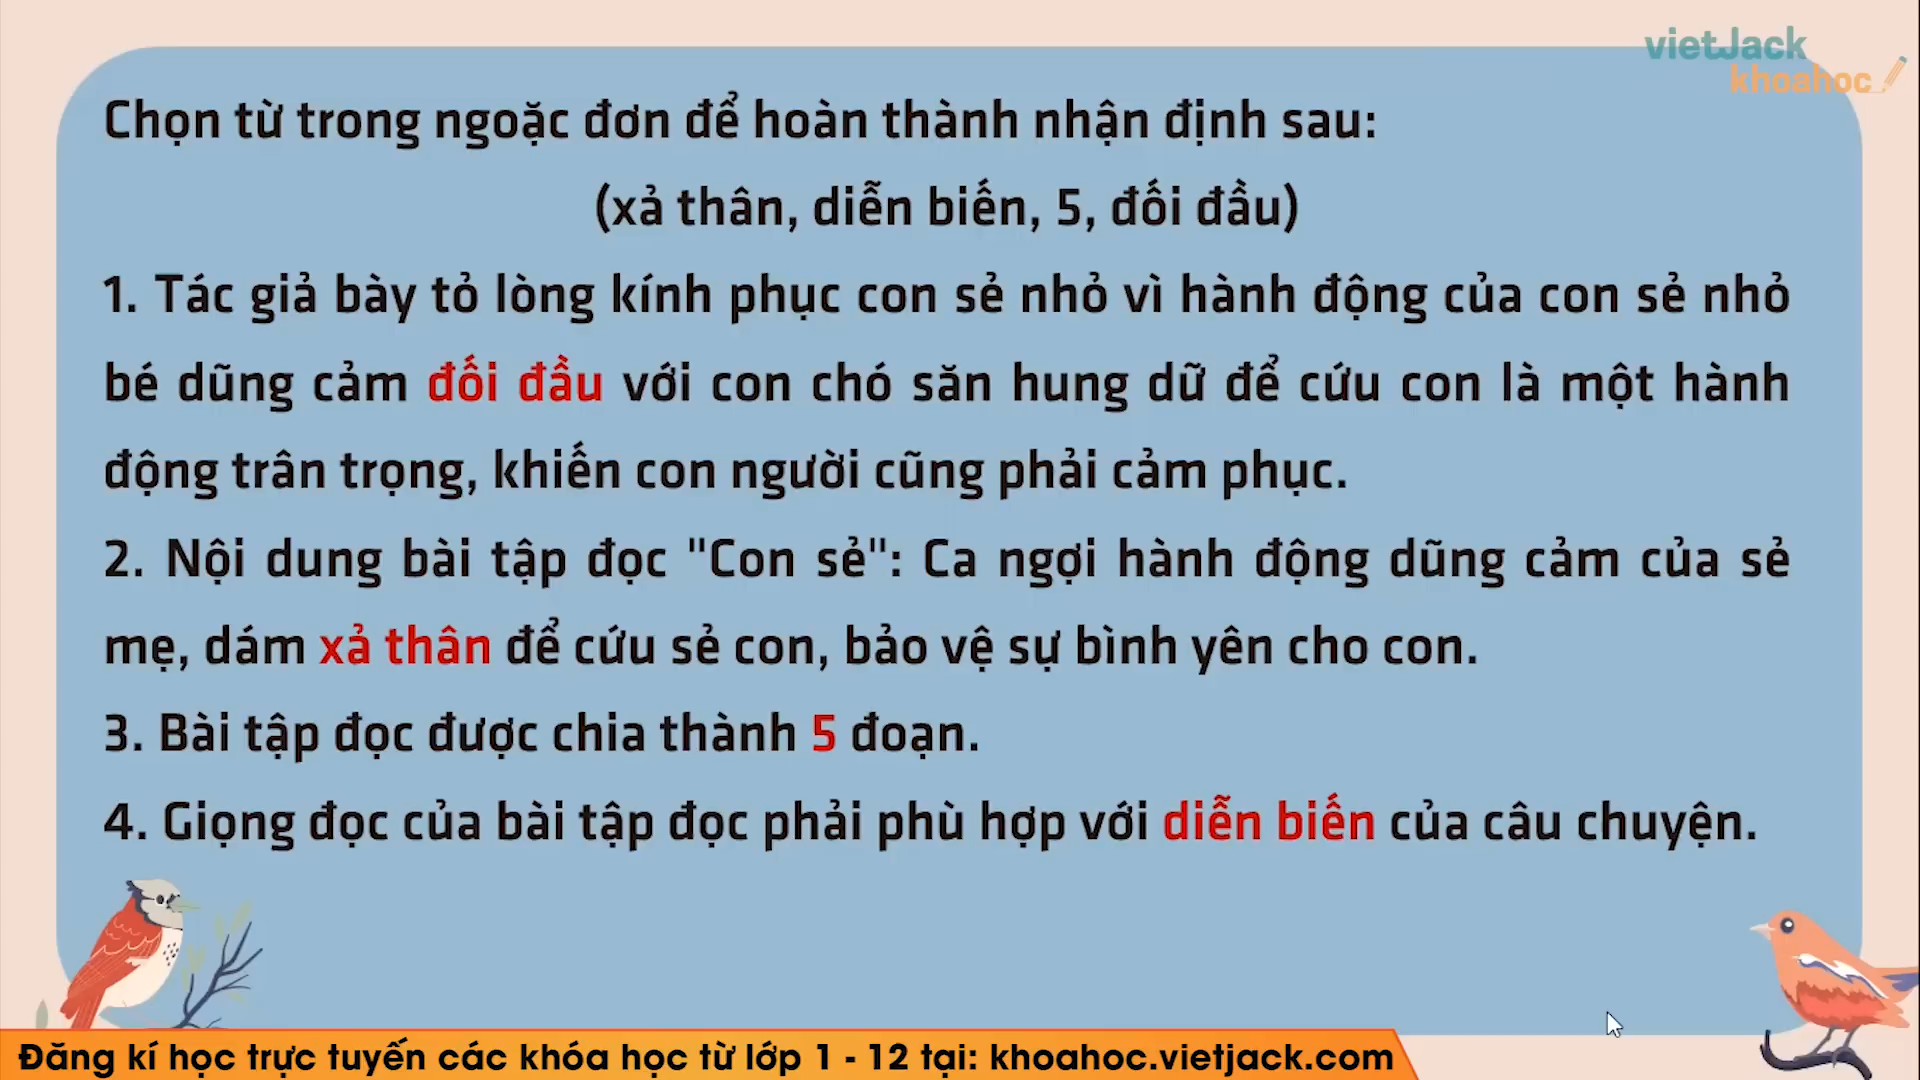 vietJack
khoahoc
Chọn từ trong ngoặc đơn để hoàn thành nhận định sau:
(xả thân, diễn biến, 5, đối đầu)
1. Tác giả bày tỏ lòng kính phục con sẻ nhỏ vì hành động của con sẻ nhỏ
bé dũng cảm đối đầu với con chó săn hung dữ để cứu con là một hành
động trân trọng, khiến con người cũng phải cảm phục.
2. Nội dung bài tập đọc "Con sẻ": Ca ngợi hành động dũng cảm của sẻ
mẹ, dám xả thân để cứu sẻ con, bảo vệ sự bình yên cho con.
3. Bài tập đọc được chia thành 5 đoạn.
4. Giọng đọc của bài tập đọc phải phù hợp với diễn biến của câu chuyện.
Đăng kí học trực tuyến các khóa học từ lớp 1 - 12 tại: khoahoc.vietjack.com